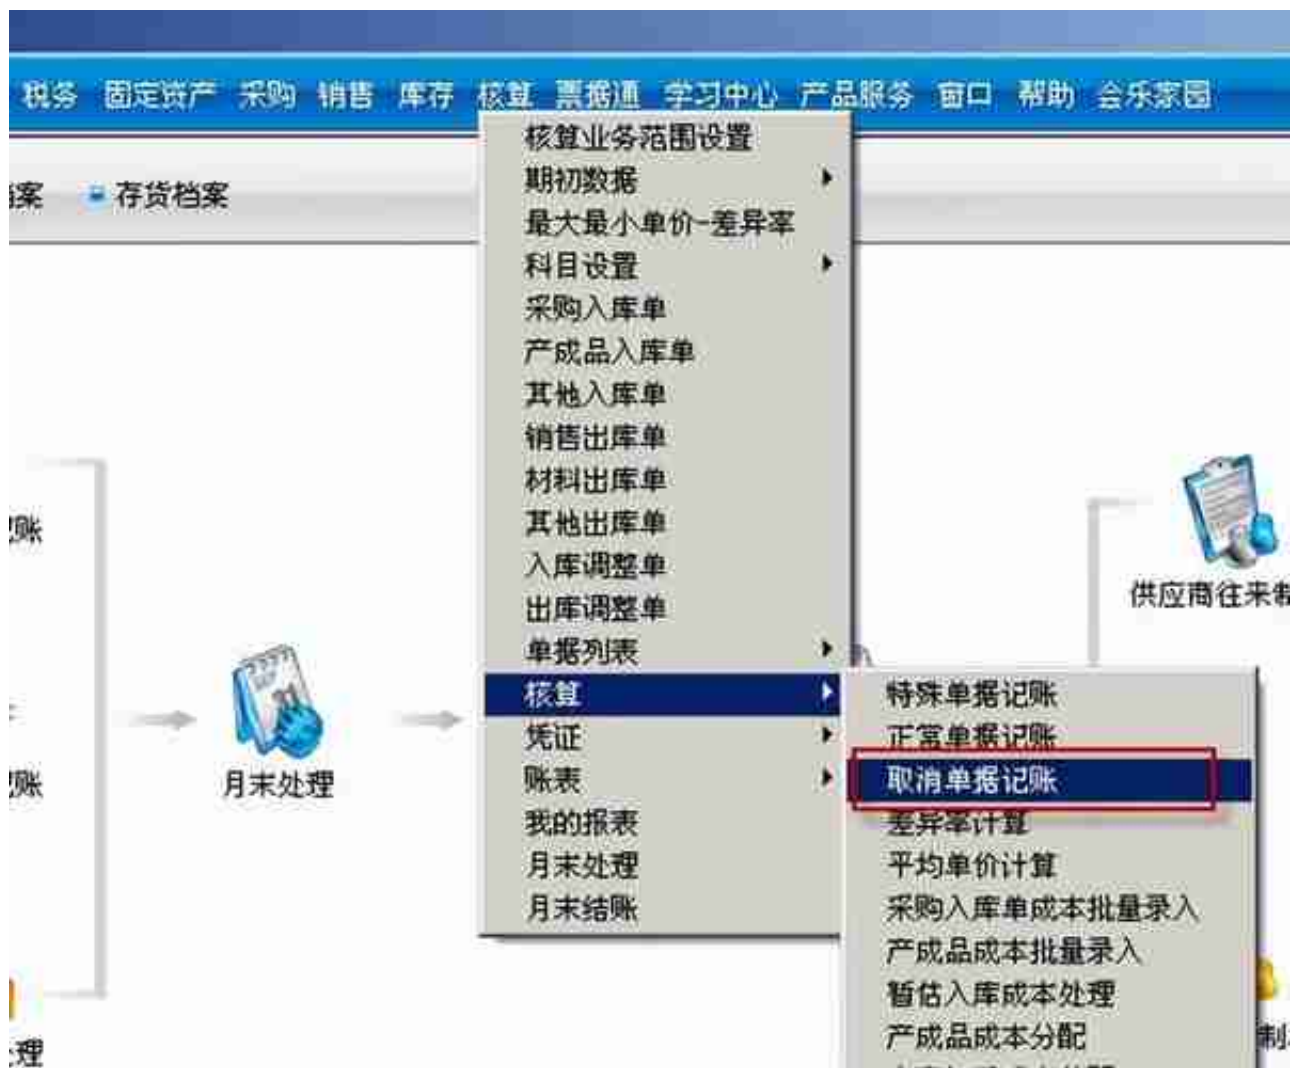 税务 固定资产 采购 销售 库存 核算 票据通 学习中心 产品服务 窗口 帮助 会乐家园
档案 存货档案
核算业务范围设置
期初数据
最大最小单价-差异率
科目设置
采购入库单
产成品入库单
其他入库单
销售出库单
材料出库单
其他出库单
入库调整单
出库调整单
单据列表
核算
凭证
账表
我的报表
月末处理
月末结账
特殊单据记账
正常单据记账
取消单据记账
差异率计算
平均单价计算
采购入库单成本批量录入
产成品成本批量录入
暂估入库成本处理
产成品成本分配
记账
月末处理
记账
处理
供应商往来制
制